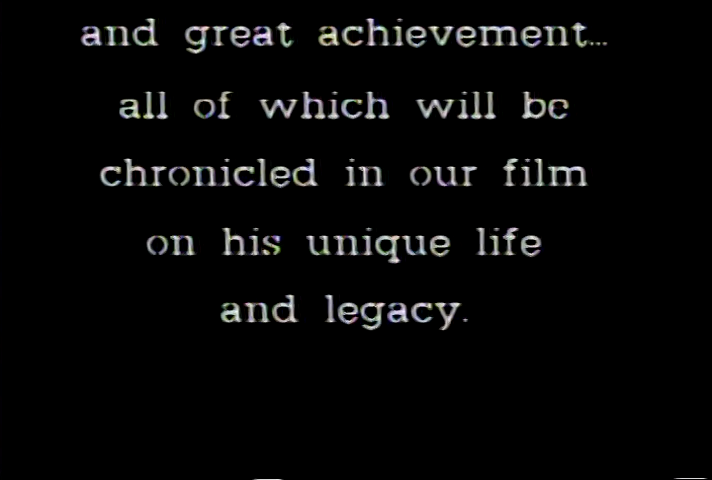 and great achievement...
all of which will be
chronicled in our film
on his unique life
and legacy.